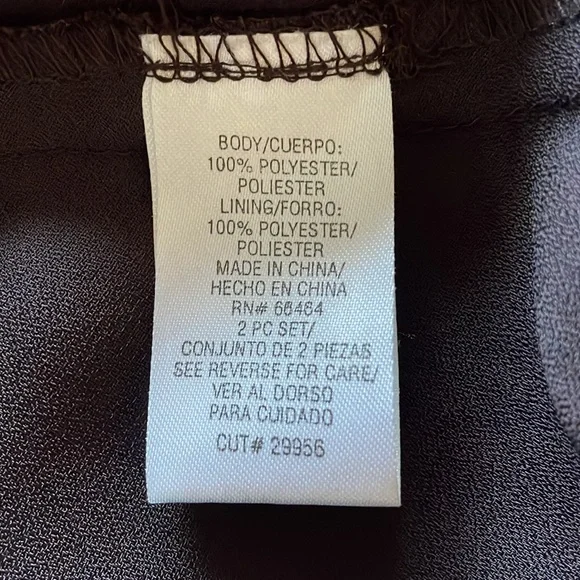 BODY/CUERPO:
100% POLYESTER/
POLIESTER
LINING/FORRO:
100% POLYESTER/
POLIESTER
MADE IN CHINA/
HECHO EN CHINA
RN# 66464
2 PC SET/
CONJUNTO DE 2 PIEZAS
SEE REVERSE FOR CARE/
VER AL DORSO
PARA CUIDADO
CUT# 29956